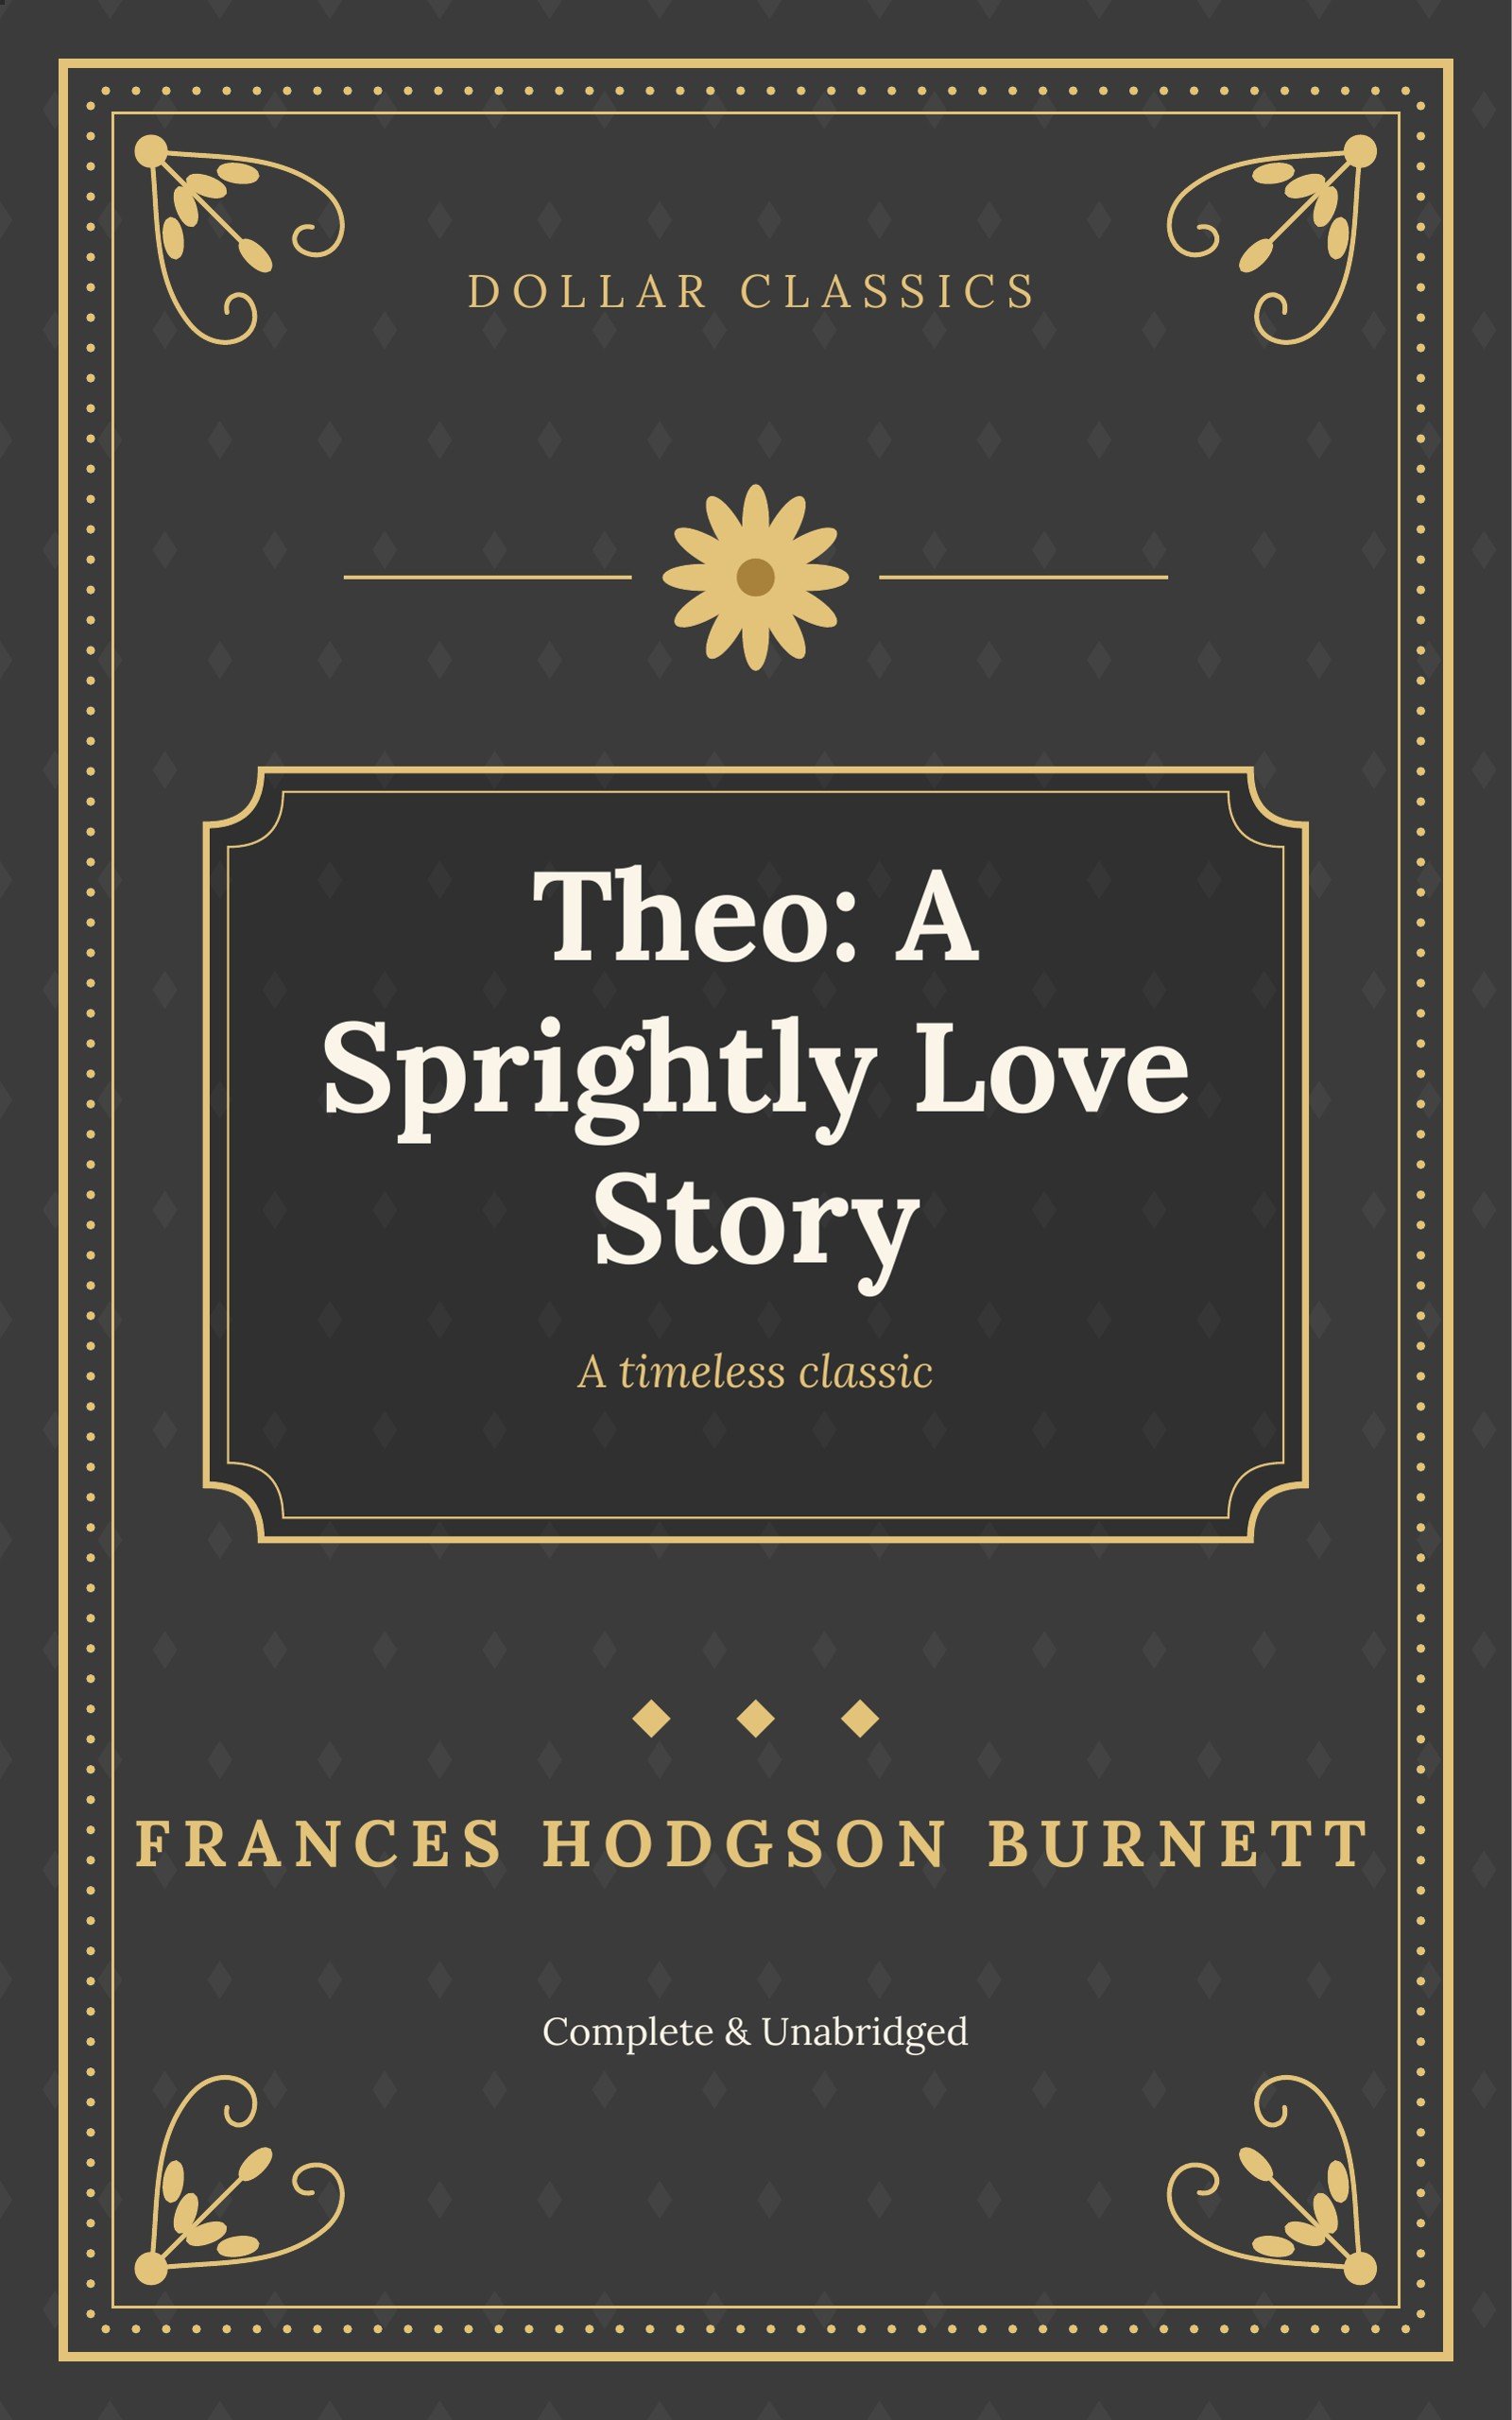 DOLLAR CLASSICS
Theo: A
Sprightly Love
Story
A timeless classic
FRANCES HODGSON BURNETT
Complete & Unabridged